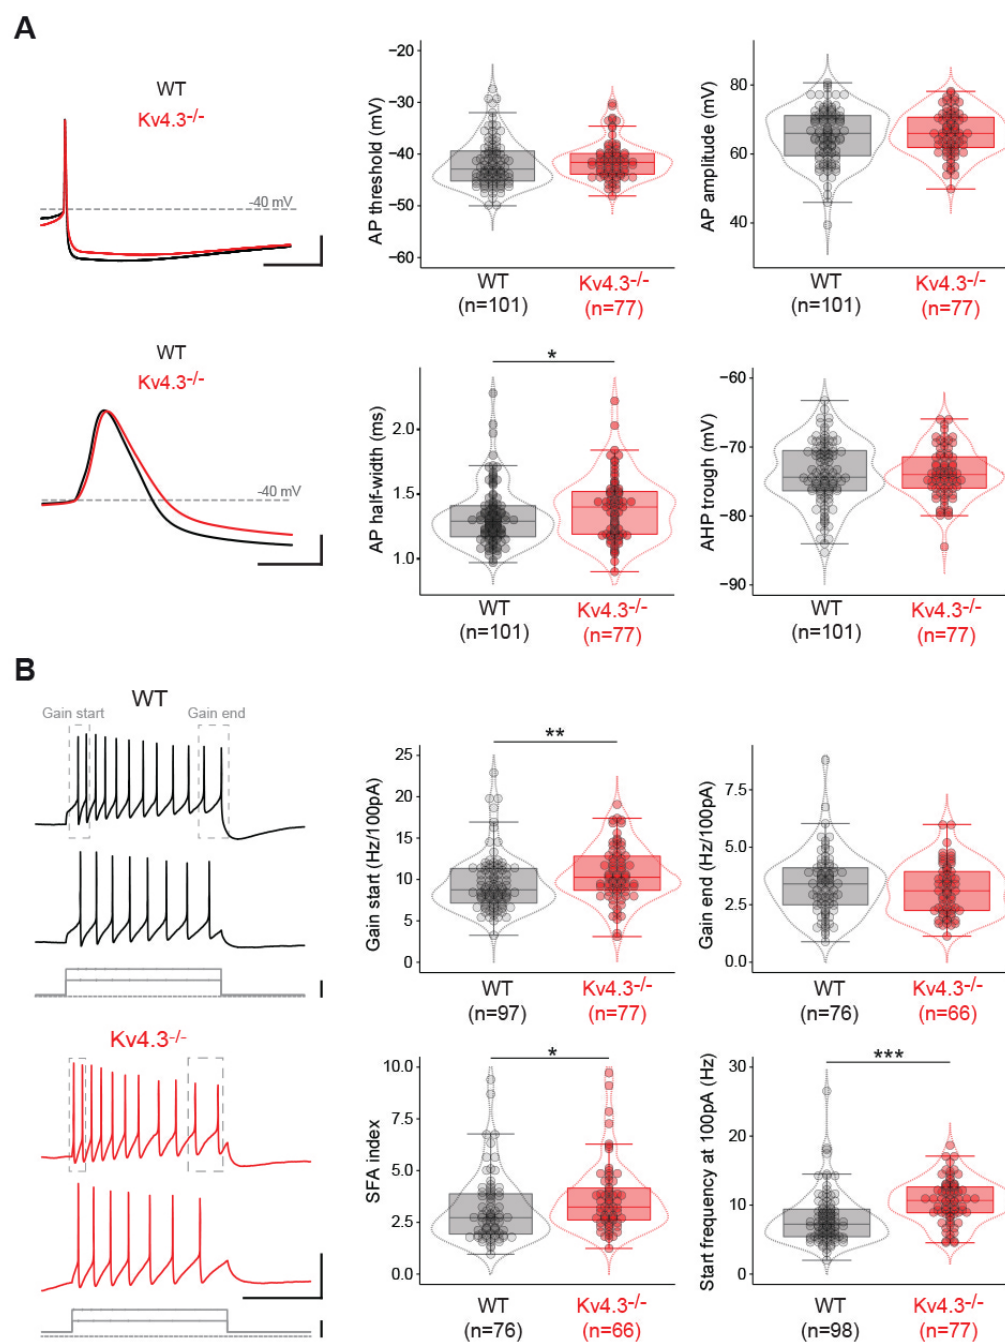 A
WT
Kv4.3-/-
-40 mV
AP threshold (mV)
−20
−30
−40
−50
−60
WT
(n=101)
Kv4.3-/-
(n=77)
AP amplitude (mV)
80
60
40
WT
(n=101)
Kv4.3-/-
(n=77)
WT
Kv4.3-/-
-40 mV
AP half-width (ms)
2.0
1.5
1.0
*
WT
(n=101)
Kv4.3-/-
(n=77)
AHP trough (mV)
−60
−70
−80
−90
WT
(n=101)
Kv4.3-/-
(n=77)
B
WT
Gain start
Gain end
Gain start (Hz/100pA)
25
20
15
10
5
0
**
WT
(n=97)
Kv4.3-/-
(n=77)
Gain end (Hz/100pA)
7.5
5.0
2.5
0.0
WT
(n=76)
Kv4.3-/-
(n=66)
Kv4.3-/-
SFA index
10.0
7.5
5.0
2.5
0.0
*
WT
(n=76)
Kv4.3-/-
(n=66)
Start frequency at 100pA (Hz)
30
20
10
0
***
WT
(n=98)
Kv4.3-/-
(n=77)